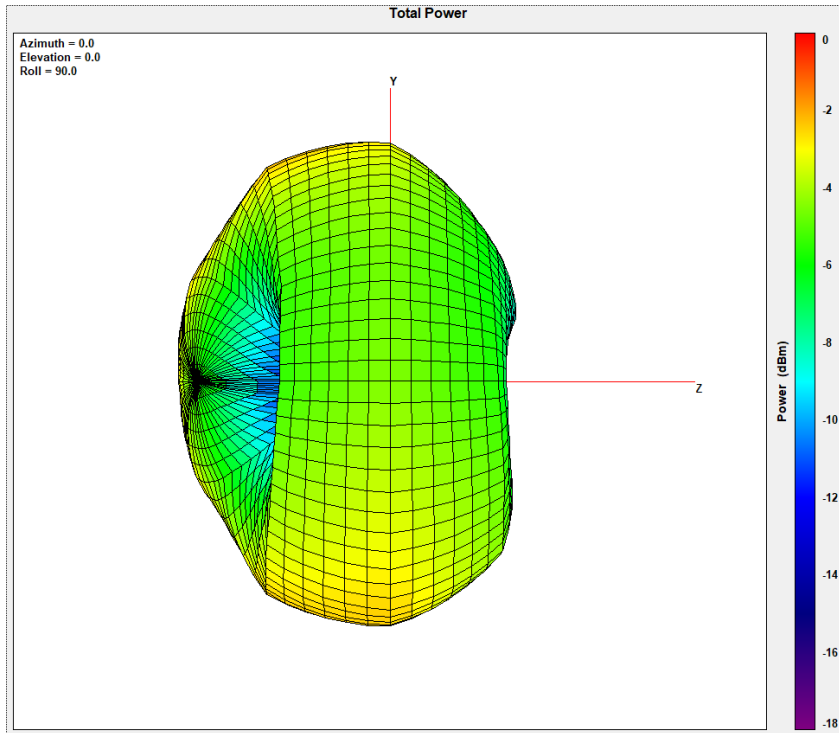 Total Power
Azimuth = 0.0
Elevation = 0.0
Roll = 90.0
Y
Z
0
-2
-4
-6
-8
-10
-12
-14
-16
-18
Power (dBm)